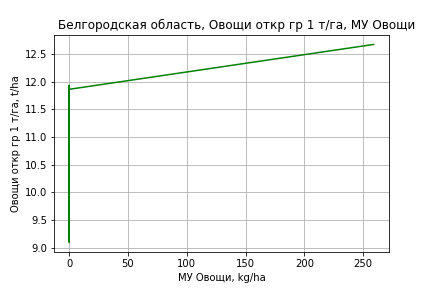 Белгородская область, Овощи откр гр 1 т/га, МУ Овощи
Овощи откр гр 1 т/га, t/ha
12.5
12.0
11.5
11.0
10.5
10.0
9.5
9.0
0 50 100 150 200 250
МУ Овощи, kg/ha